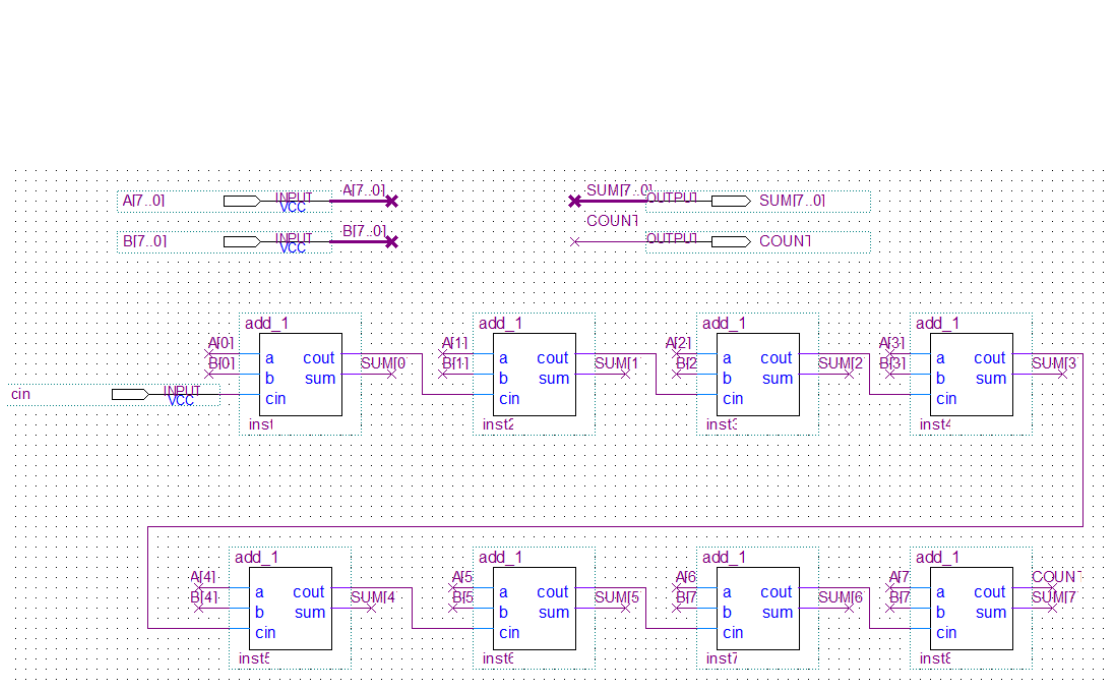 A[7..0] INPUT VCC A[7..0] SUM[7..0] OUTPUT SUM[7..0]
B[7..0] INPUT VCC B[7..0] COUNT OUTPUT COUNT
add_1 add_1 add_1 add_1
A[0] a cout A[1] a cout A[2] a cout A[3] a cout
B[0] b sum SUM[0 B[1] b sum SUM[1 B[2 b sum SUM[2 B[3] b sum SUM[3
cin INPUT VCC cin cin cin cin
inst inst2 inst3 inst4
add_1 add_1 add_1 add_1
A[4] a cout A[5 a cout A[6 a cout A[7 a cout COUNT
B[4] b sum SUM[4 B[5 b sum SUM[5 B[7 b sum SUM[6 B[7 b sum SUM[7
cin cin cin cin
inst5 inst6 inst7 inst8